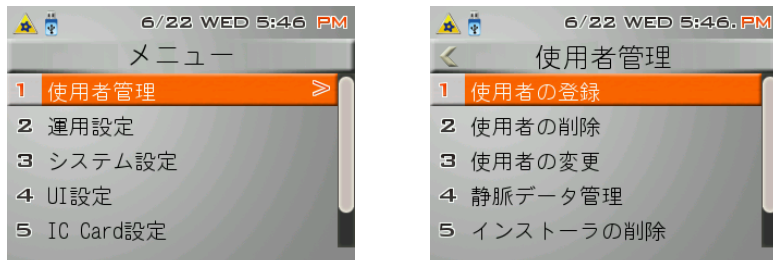 6/22 WED 5:46 PM
メニュー
1 使用者管理
2 運用設定
3 システム設定
4 UI設定
5 IC Card設定
6/22 WED 5:46. PM
使用者管理
1 使用者の登録
2 使用者の削除
3 使用者の変更
4 静脈データ管理
5 インストーラの削除